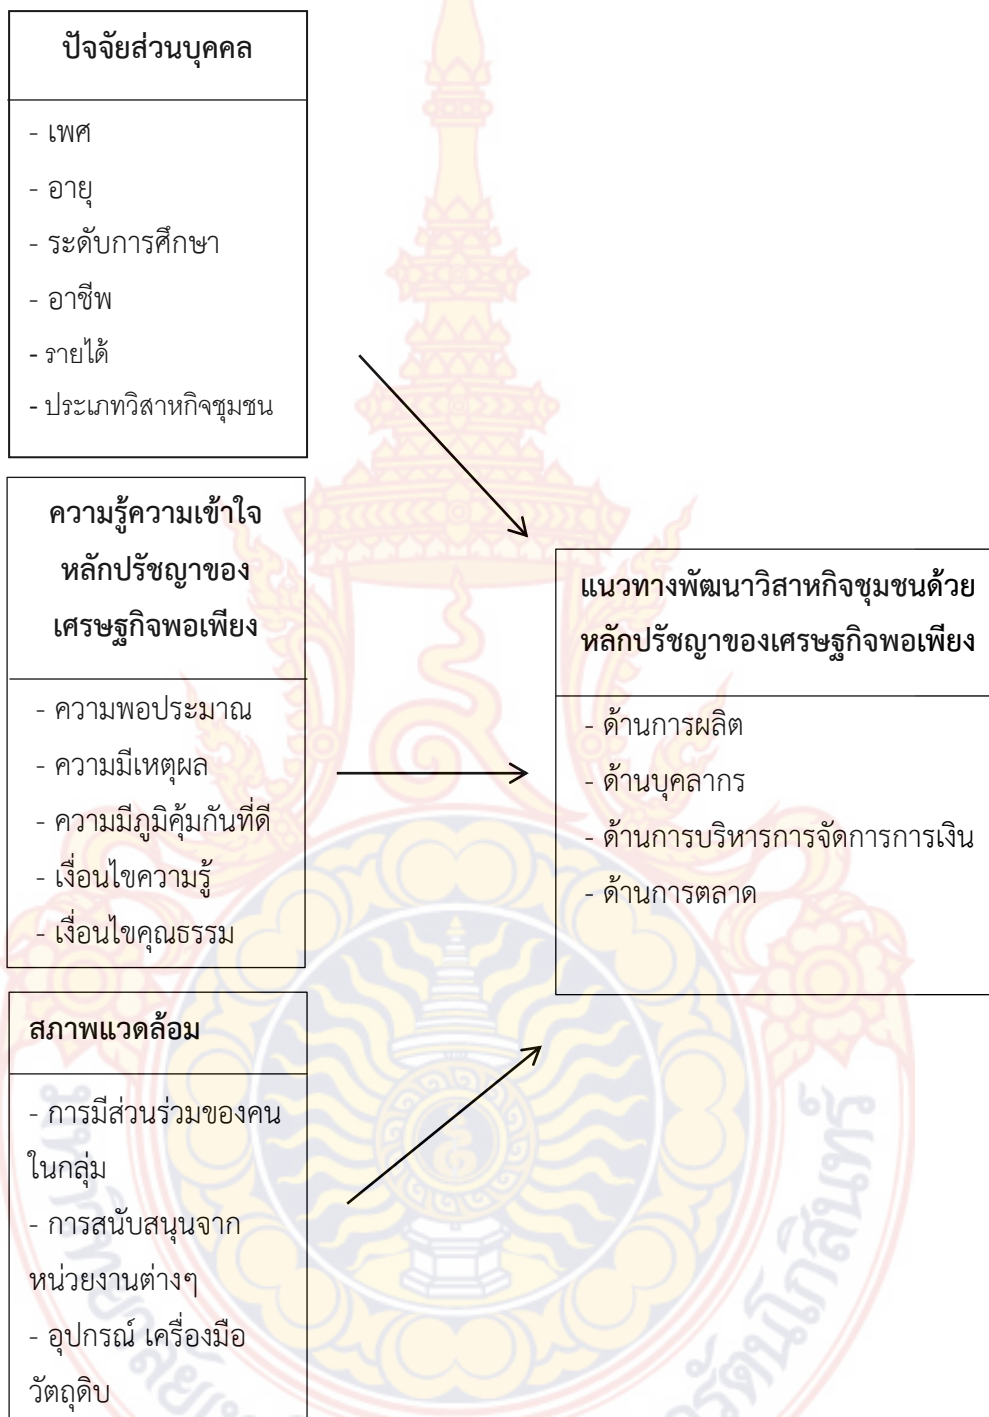 ปัจจัยส่วนบุคคล
- เพศ
- อายุ
- ระดับการศึกษา
- อาชีพ
- รายได้
- ประเภทวิสาหกิจชุมชน
ความรู้ความเข้าใจ
หลักปรัชญาของ
เศรษฐกิจพอเพียง
- ความพอประมาณ
- ความมีเหตุผล
- ความมีภูมิคุ้มกันที่ดี
- เงื่อนไขความรู้
- เงื่อนไขคุณธรรม
สภาพแวดล้อม
- การมีส่วนร่วมของคน
ในกลุ่ม
- การสนับสนุนจาก
หน่วยงานต่างๆ
- อุปกรณ์ เครื่องมือ
วัตถุดิบ
แนวทางพัฒนาวิสาหกิจชุมชนด้วย
หลักปรัชญาของเศรษฐกิจพอเพียง
- ด้านการผลิต
- ด้านบุคลากร
- ด้านการบริหารการจัดการการเงิน
- ด้านการตลาด